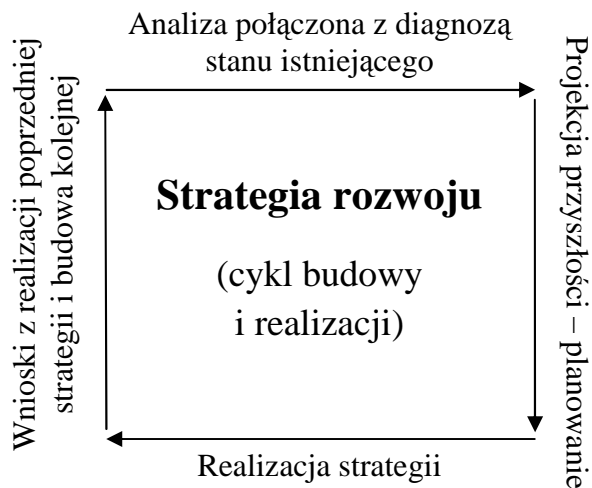 Analiza połączona z diagnozą
stanu istniejącego
Projekcja przyszłości – planowanie
Strategia rozwoju
(cykl budowy
i realizacji)
Realizacja strategii
Wnioski z realizacji poprzedniej
strategii i budowa kolejnej